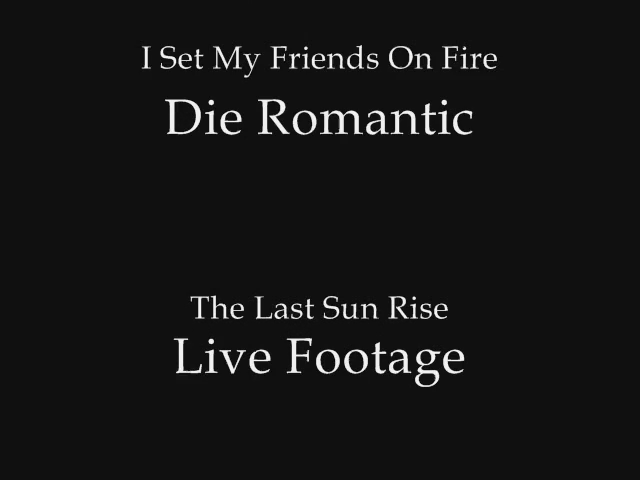 I Set My Friends On Fire
Die Romantic
The Last Sun Rise
Live Footage